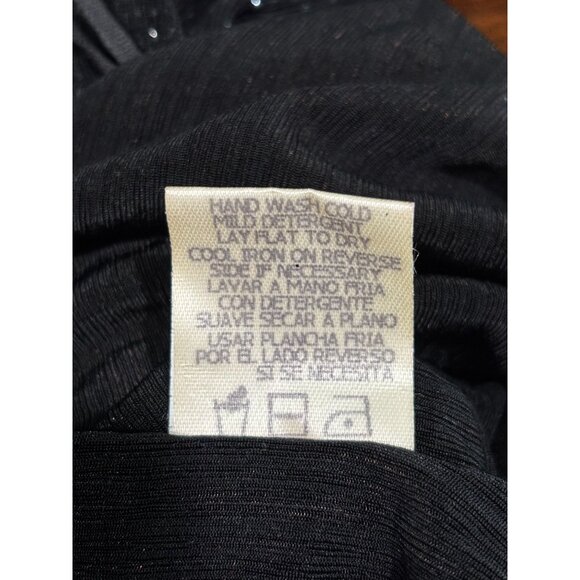 HAND WASH COLD
MILD DETERGENT
LAY FLAT TO DRY
COOL IRON ON REVERSE
SIDE IF NECESSARY
LAVAR A MANO FRIA
CON DETERGENTE
SUAVE SECAR A PLANO
USAR PLANCHA FRIA
POR EL LADO REVERSO
SI SE NECESITA